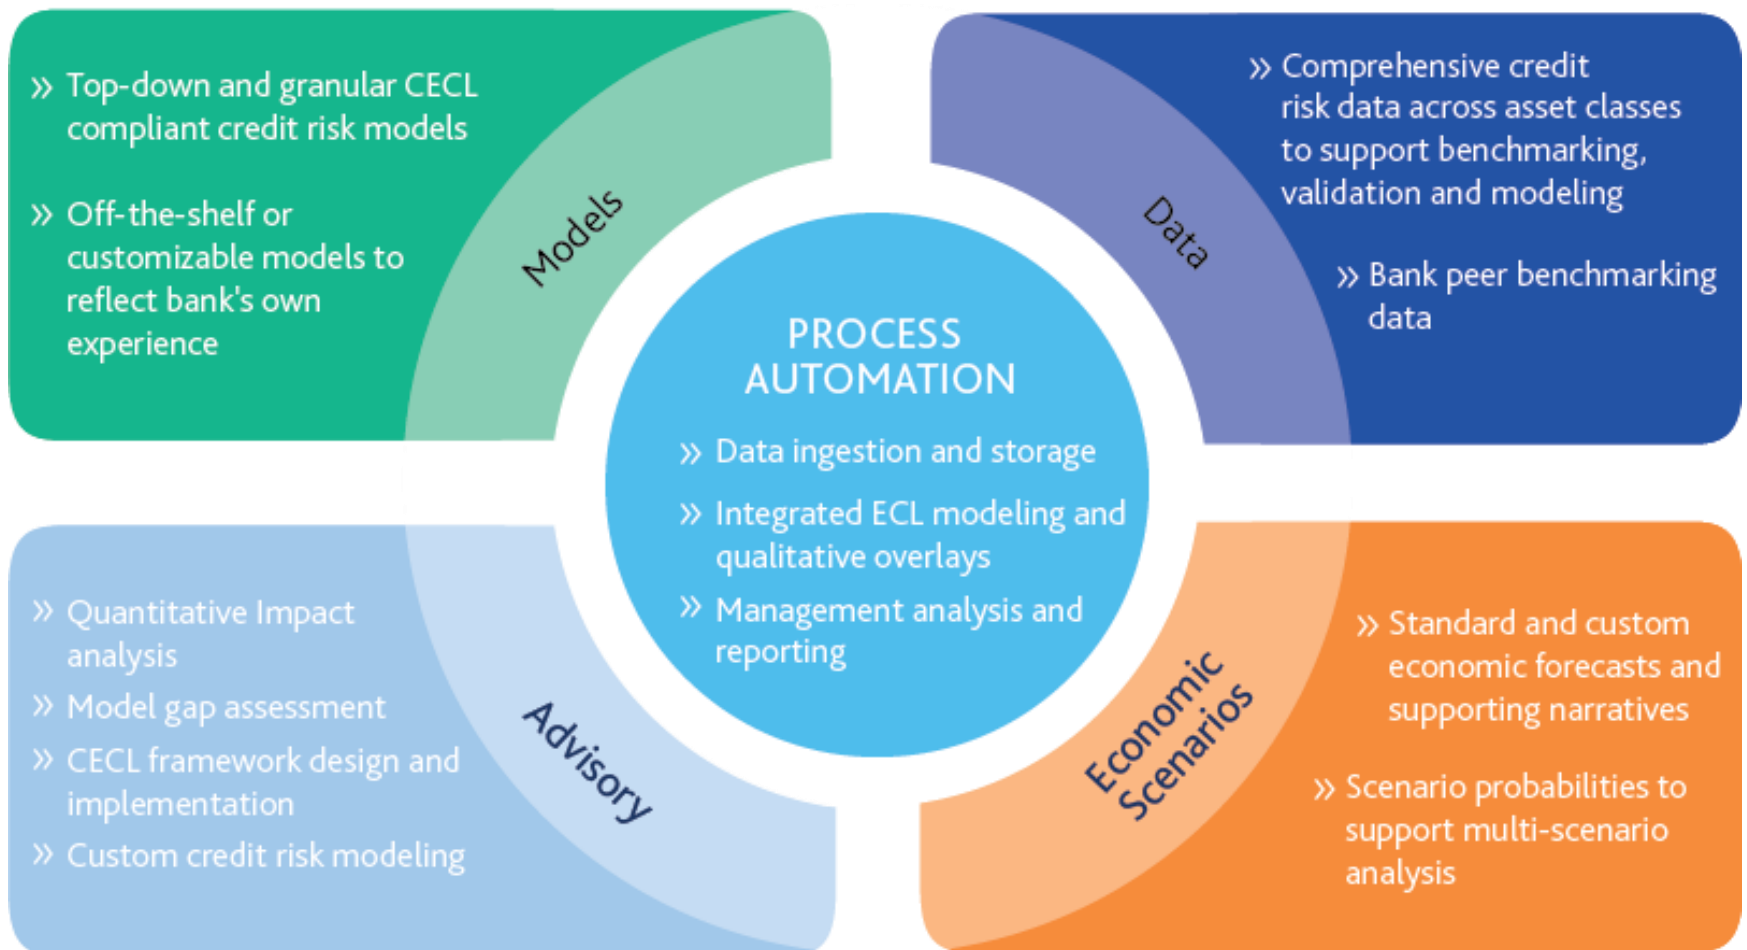 » Top-down and granular CECL
compliant credit risk models
» Off-the-shelf or
customizable models to
reflect bank's own
experience
Models
» Comprehensive credit
risk data across asset classes
to support benchmarking,
validation and modeling
» Bank peer benchmarking
data
Data
PROCESS
AUTOMATION
» Data ingestion and storage
» Integrated ECL modeling and
qualitative overlays
» Management analysis and
reporting
» Quantitative Impact
analysis
» Model gap assessment
» CECL framework design and
implementation
» Custom credit risk modeling
Advisory
Economic
Scenarios
» Standard and custom
economic forecasts and
supporting narratives
» Scenario probabilities to
support multi-scenario
analysis